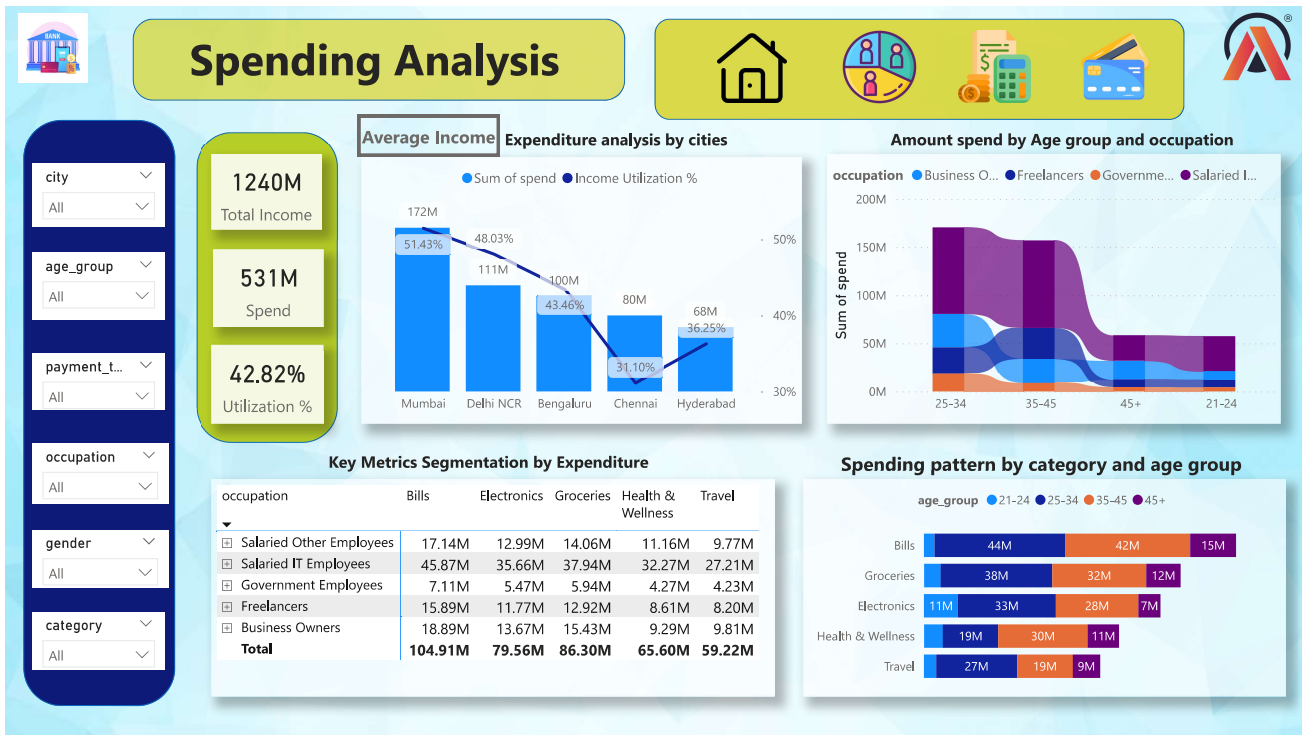 BANK
Spending Analysis
®
city
All
age_group
All
payment_t...
All
occupation
All
gender
All
category
All
1240M
Total Income
531M
Spend
42.82%
Utilization %
Average Income
Expenditure analysis by cities
Sum of spend Income Utilization %
172M
51.43%
48.03%
111M
100M
43.46%
80M
31.10%
68M
36.25%
50%
40%
30%
Mumbai Delhi NCR Bengaluru Chennai Hyderabad
Amount spend by Age group and occupation
occupation Business O... Freelancers Governme... Salaried I...
Sum of spend
200M
150M
100M
50M
0M
25-34 35-45 45+ 21-24
Key Metrics Segmentation by Expenditure
occupation Bills Electronics Groceries Health & Wellness Travel
Salaried Other Employees 17.14M 12.99M 14.06M 11.16M 9.77M
Salaried IT Employees 45.87M 35.66M 37.94M 32.27M 27.21M
Government Employees 7.11M 5.47M 5.94M 4.27M 4.23M
Freelancers 15.89M 11.77M 12.92M 8.61M 8.20M
Business Owners 18.89M 13.67M 15.43M 9.29M 9.81M
Total 104.91M 79.56M 86.30M 65.60M 59.22M
Spending pattern by category and age group
age_group 21-24 25-34 35-45 45+
Bills 44M 42M 15M
Groceries 38M 32M 12M
Electronics 11M 33M 28M 7M
Health & Wellness 19M 30M 11M
Travel 27M 19M 9M